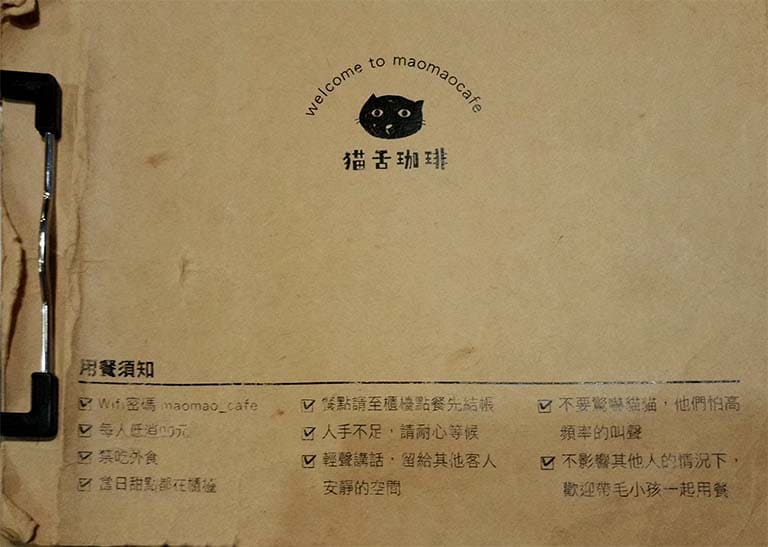 welcome to maomaocafe
猫舌珈琲
用餐須知
Wifi密碼 maomao_cafe
每人低消 元
禁吃外食
當日甜點都在櫃檯
餐點請至櫃檯點餐先結帳
人手不足，請耐心等候
輕聲講話，留給其他客人
安靜的空間
不要驚嚇貓貓，他們怕高
頻率的叫聲
不影響其他人的情況下，
歡迎帶毛小孩一起用餐